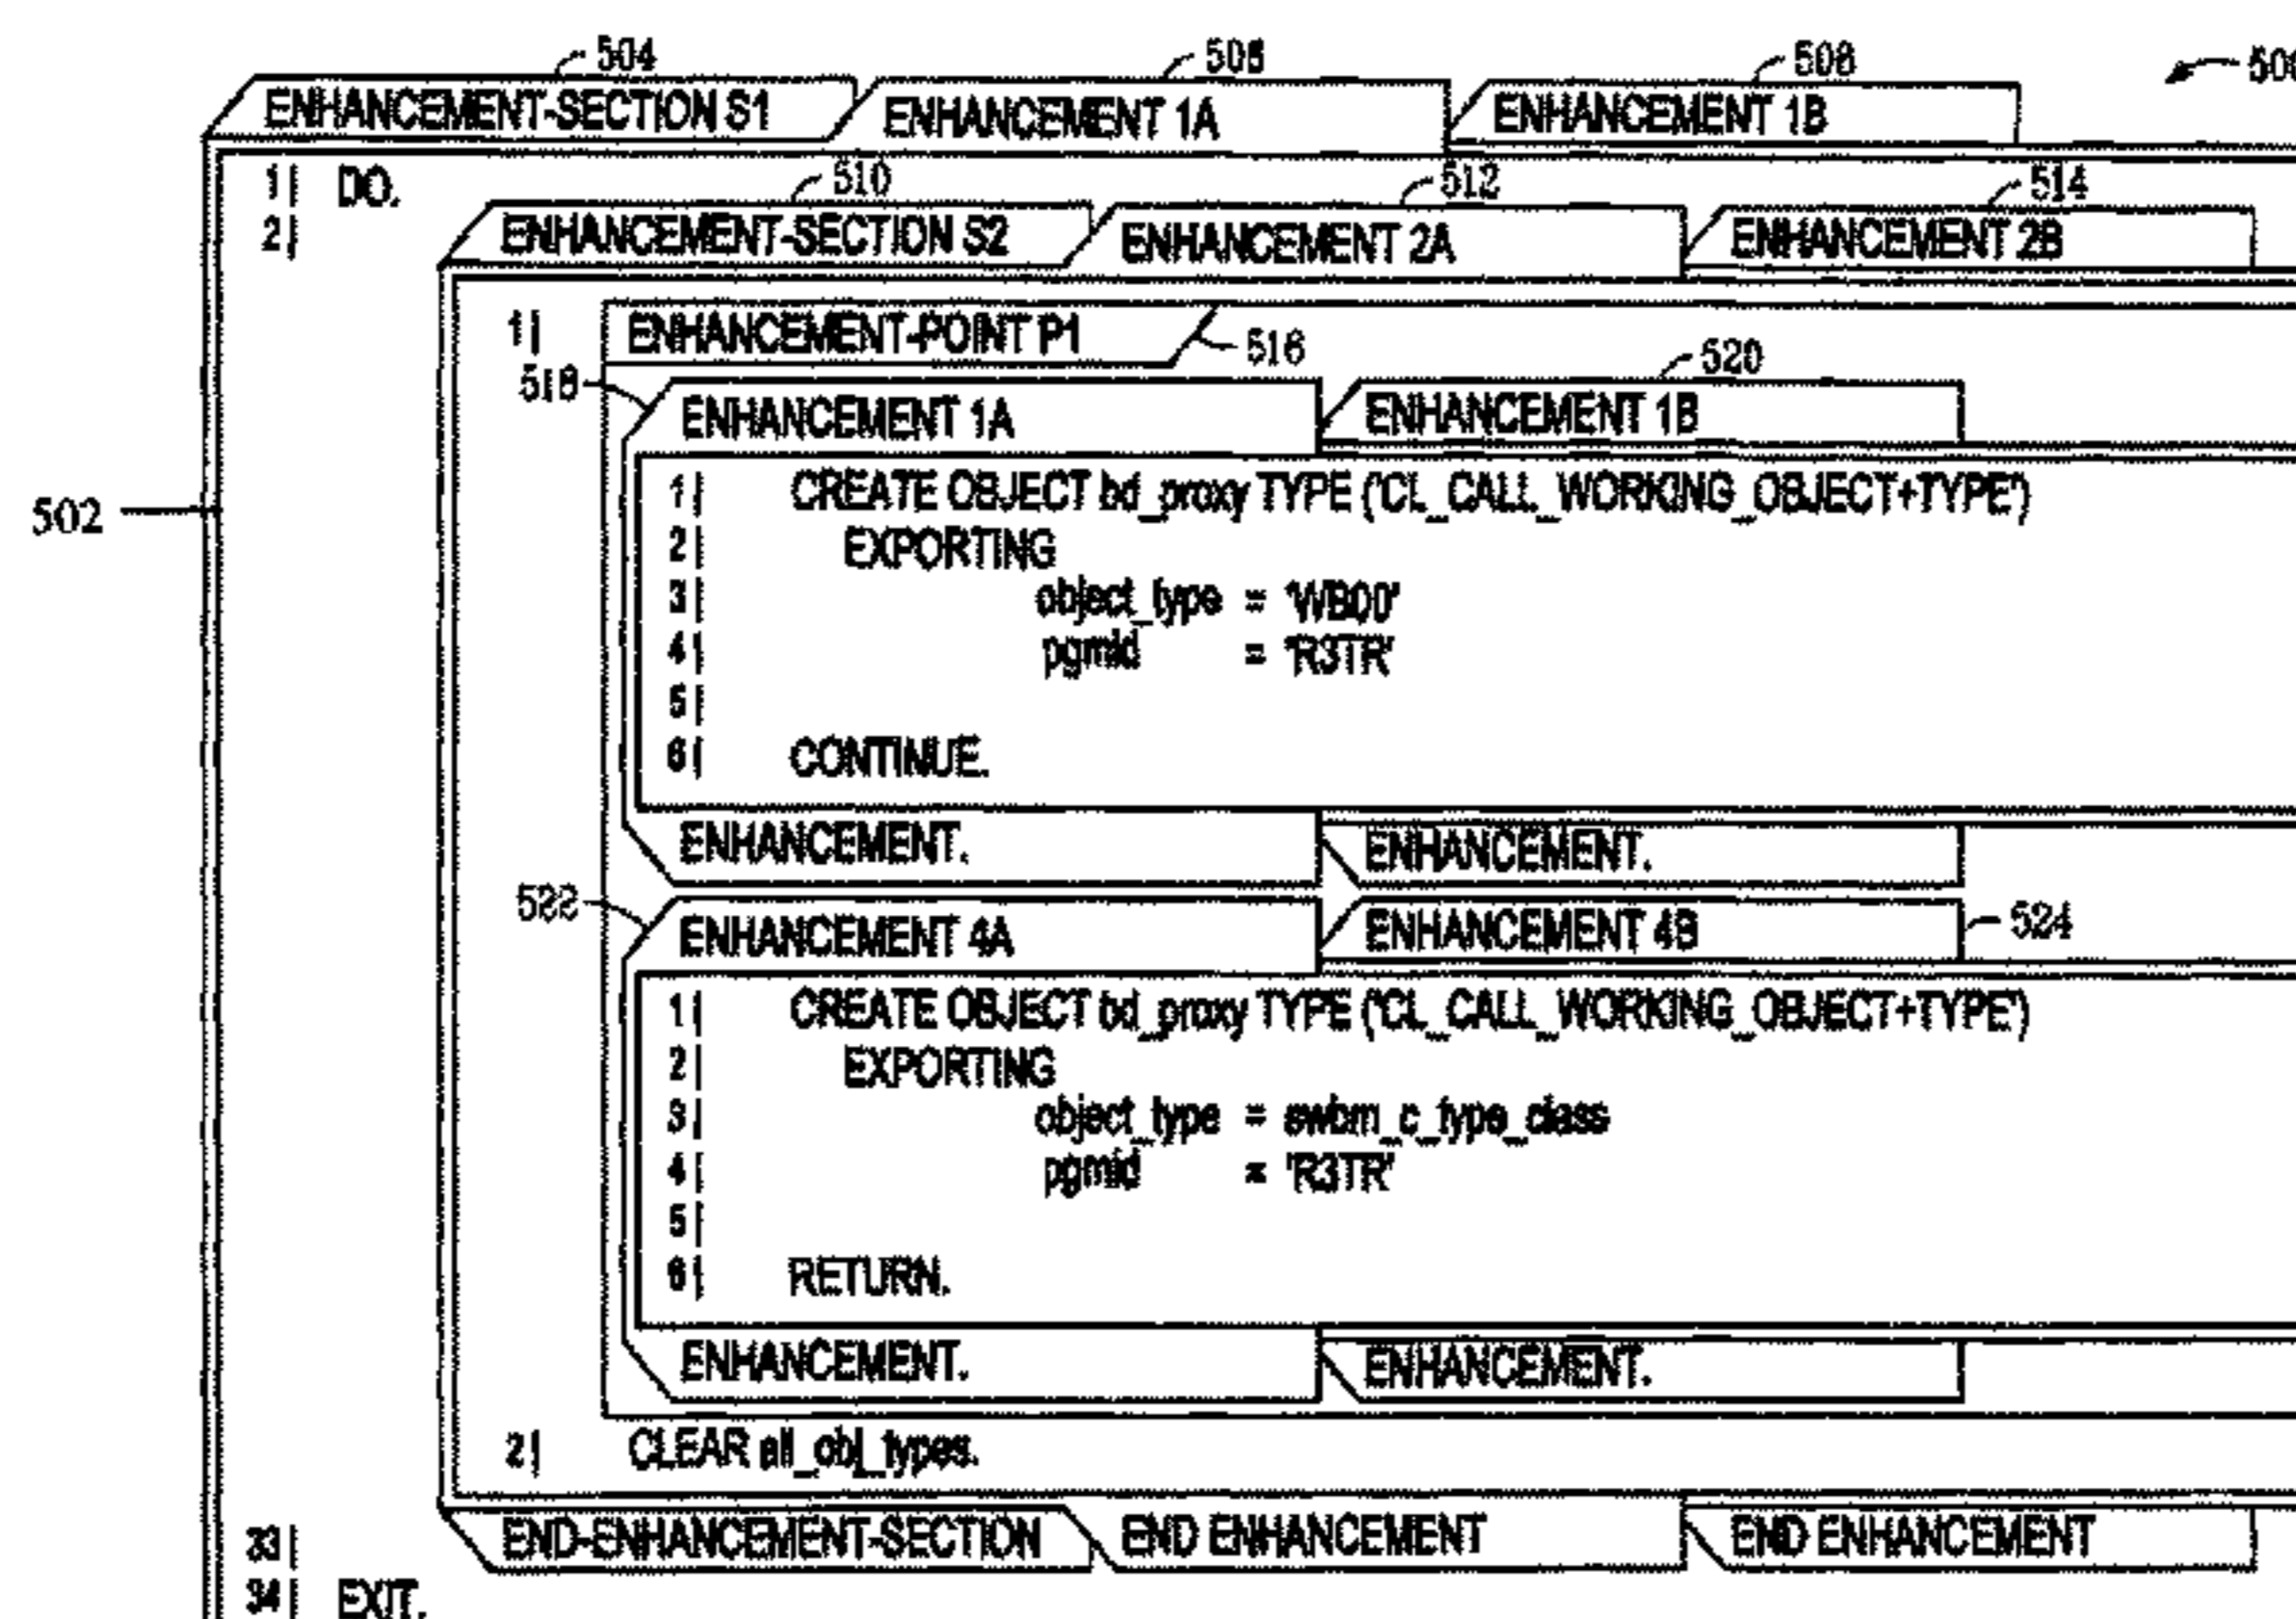 504 506 508 500
ENHANCEMENT-SECTION S1 ENHANCEMENT 1A ENHANCEMENT 1B
1| DO.
510 512 514
2| ENHANCEMENT-SECTION S2 ENHANCEMENT 2A ENHANCEMENT 2B
1| ENHANCEMENT-POINT P1 516
518 520
ENHANCEMENT 1A ENHANCEMENT 1B
1| CREATE OBJECT bd_proxy TYPE ('CL_CALL_WORKING_OBJECT+TYPE')
502
2| EXPORTING
3| object_type = 'WB00'
4| pgmid = 'R3TR'
5|
6| CONTINUE.
ENHANCEMENT. ENHANCEMENT.
522
ENHANCEMENT 4A ENHANCEMENT 4B 524
1| CREATE OBJECT bd_proxy TYPE ('CL_CALL_WORKING_OBJECT+TYPE')
2| EXPORTING
3| object_type = swbm_c_type_class
4| pgmid = 'R3TR'
5|
6| RETURN.
ENHANCEMENT. ENHANCEMENT.
2| CLEAR all_obj_types.
33| END-ENHANCEMENT-SECTION END ENHANCEMENT END ENHANCEMENT
34| EXIT.